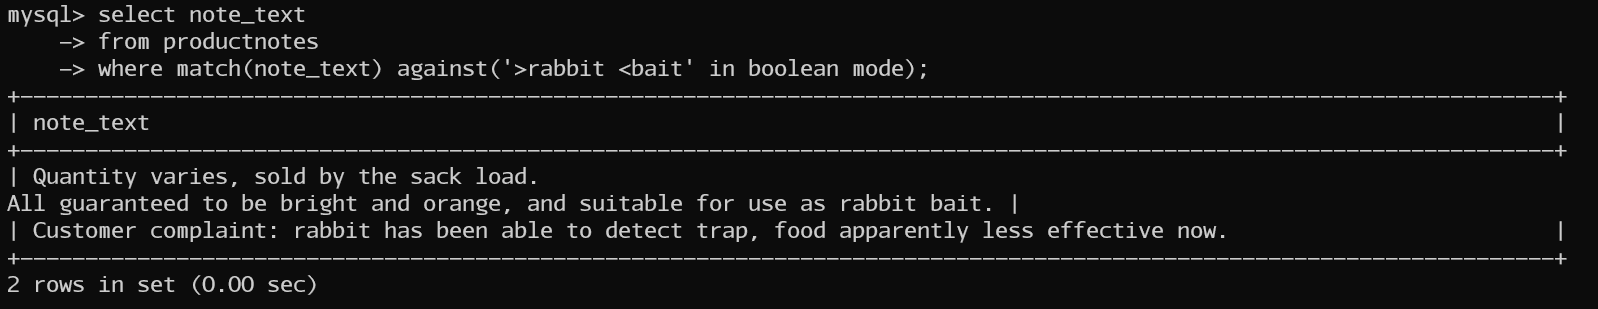 mysql> select note_text
    -> from productnotes
    -> where match(note_text) against('>rabbit <bait' in boolean mode);
+----------------------------------------------------------------------------------------------------------------------+
| note_text                                                                                                            |
+----------------------------------------------------------------------------------------------------------------------+
| Quantity varies, sold by the sack load.
All guaranteed to be bright and orange, and suitable for use as rabbit bait. |
| Customer complaint: rabbit has been able to detect trap, food apparently less effective now.                         |
+----------------------------------------------------------------------------------------------------------------------+
2 rows in set (0.00 sec)